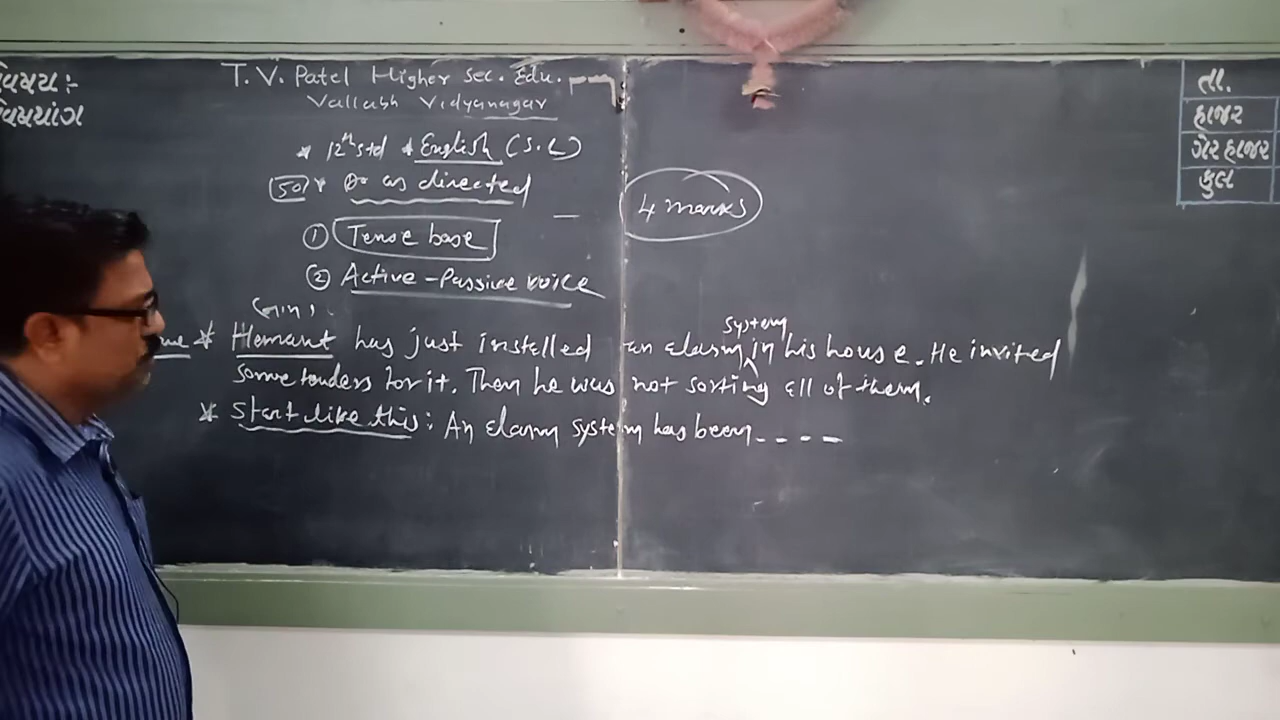 વિષય :-
વિષયાંગ
T. V. Patel Higher Sec. Edu.
Vallabh Vidyanagar
* 12th std * English (S.L)
50 * Do as directed
4 marks
① Tense base
② Active-Passive voice
* Hemant has just installed an alarm system in his house. He invited
some tenders for it. Then he was not sorting all of them.
* Start like this : An alarm system has been - - - -
તા.
હાજર
ગેરહાજર
કુલ